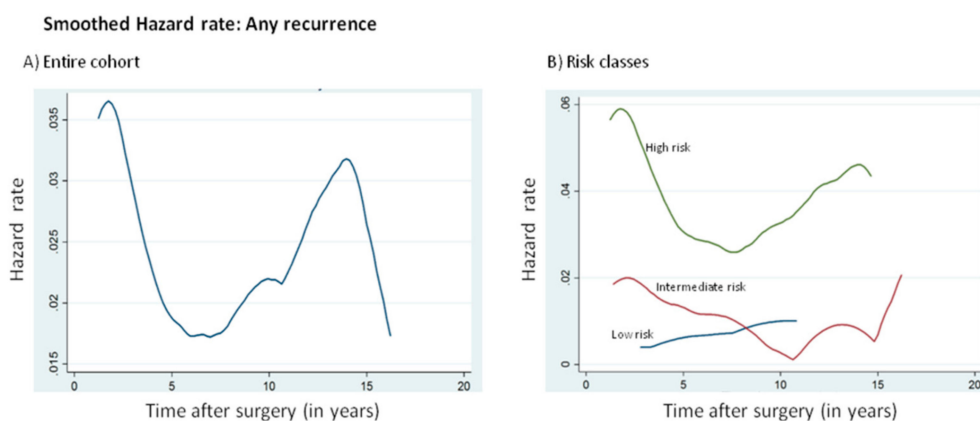 Smoothed Hazard rate: Any recurrence
A) Entire cohort
B) Risk classes
Hazard rate
.035
.03
.025
.02
.015
0
5
10
15
20
Time after surgery (in years)
Hazard rate
.06
.04
.02
0
High risk
Intermediate risk
Low risk
0
5
10
15
20
Time after surgery (in years)